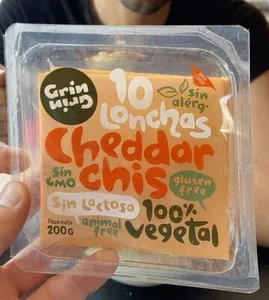 Grin
Grin
10
Lonchas
sin
alérg.
Cheddar
chis
Sin
GMO
gluten
free
Sin Lactosa
animal
free
100%
vegetal
Peso neto
200G